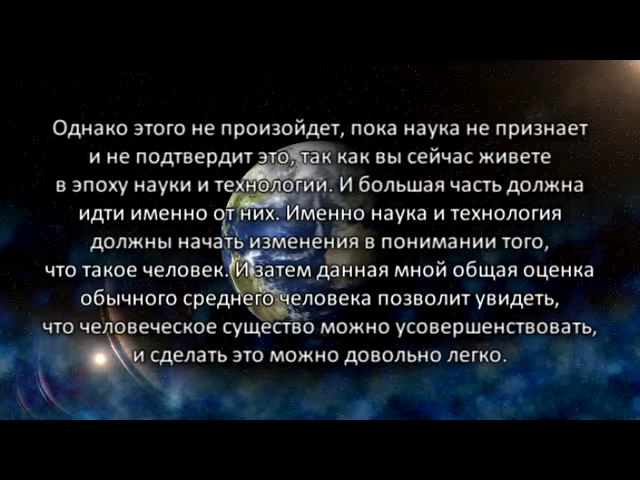 Однако этого не произойдет, пока наука не признает
и не подтвердит это, так как вы сейчас живете
в эпоху науки и технологии. И большая часть должна
идти именно от них. Именно наука и технология
должны начать изменения в понимании того,
что такое человек. И затем данная мной общая оценка
обычного среднего человека позволит увидеть,
что человеческое существо можно усовершенствовать,
и сделать это можно довольно легко.